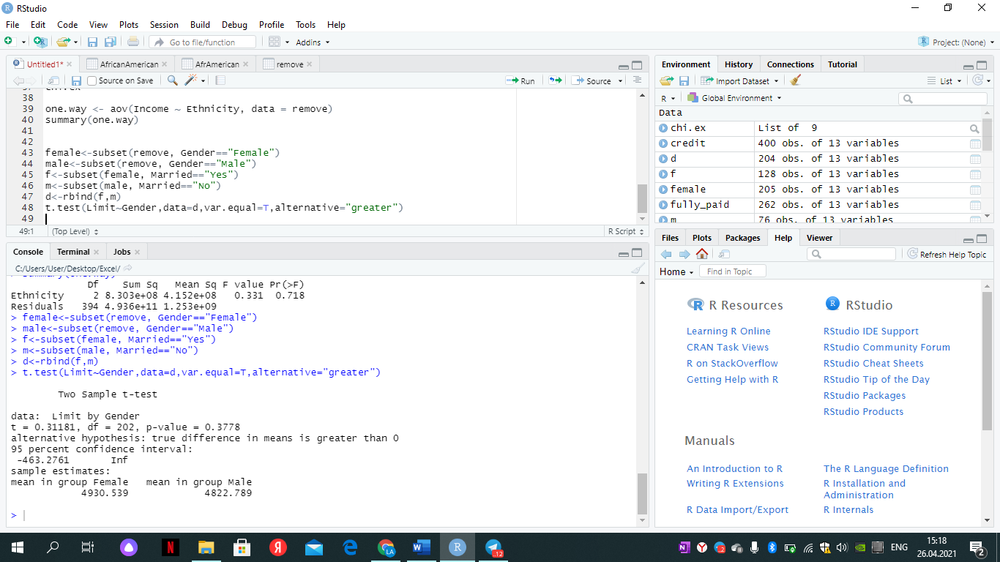 RStudio
File Edit Code View Plots Session Build Debug Profile Tools Help
Go to file/function Addins Project: (None)
Untitled1* AfricanAmerican AfrAmerican remove
Source on Save Run Source
37 chi.ex
38
39 one.way <- aov(Income ~ Ethnicity, data = remove)
40 summary(one.way)
41
42
43 female<-subset(remove, Gender=="Female")
44 male<-subset(remove, Gender=="Male")
45 f<-subset(female, Married=="Yes")
46 m<-subset(male, Married=="No")
47 d<-rbind(f,m)
48 t.test(Limit~Gender,data=d,var.equal=T,alternative="greater")
49
49:1 (Top Level) R Script
Console Terminal Jobs
C:/Users/User/Desktop/Excel/
> summary(one.way)
Df Sum Sq Mean Sq F value Pr(>F)
Ethnicity 2 8.303e+08 4.152e+08 0.331 0.718
Residuals 394 4.936e+11 1.253e+09
> female<-subset(remove, Gender=="Female")
> male<-subset(remove, Gender=="Male")
> f<-subset(female, Married=="Yes")
> m<-subset(male, Married=="No")
> d<-rbind(f,m)
> t.test(Limit~Gender,data=d,var.equal=T,alternative="greater")
Two Sample t-test
data: Limit by Gender
t = 0.31181, df = 202, p-value = 0.3778
alternative hypothesis: true difference in means is greater than 0
95 percent confidence interval:
-463.2761 Inf
sample estimates:
mean in group Female mean in group Male
4930.539 4822.789
>
Environment History Connections Tutorial
Import Dataset List
R Global Environment
Data
chi.ex List of 9
credit 400 obs. of 13 variables
d 204 obs. of 13 variables
f 128 obs. of 13 variables
female 205 obs. of 13 variables
fully_paid 262 obs. of 13 variables
m 76 obs. of 13 variables
Files Plots Packages Help Viewer
Refresh Help Topic
Home Find in Topic
R Resources
Learning R Online
CRAN Task Views
R on StackOverflow
Getting Help with R
RStudio
RStudio IDE Support
RStudio Community Forum
RStudio Cheat Sheets
RStudio Tip of the Day
RStudio Packages
RStudio Products
Manuals
An Introduction to R
Writing R Extensions
R Data Import/Export
The R Language Definition
R Installation and
Administration
R Internals
ENG
15:18
26.04.2021
2